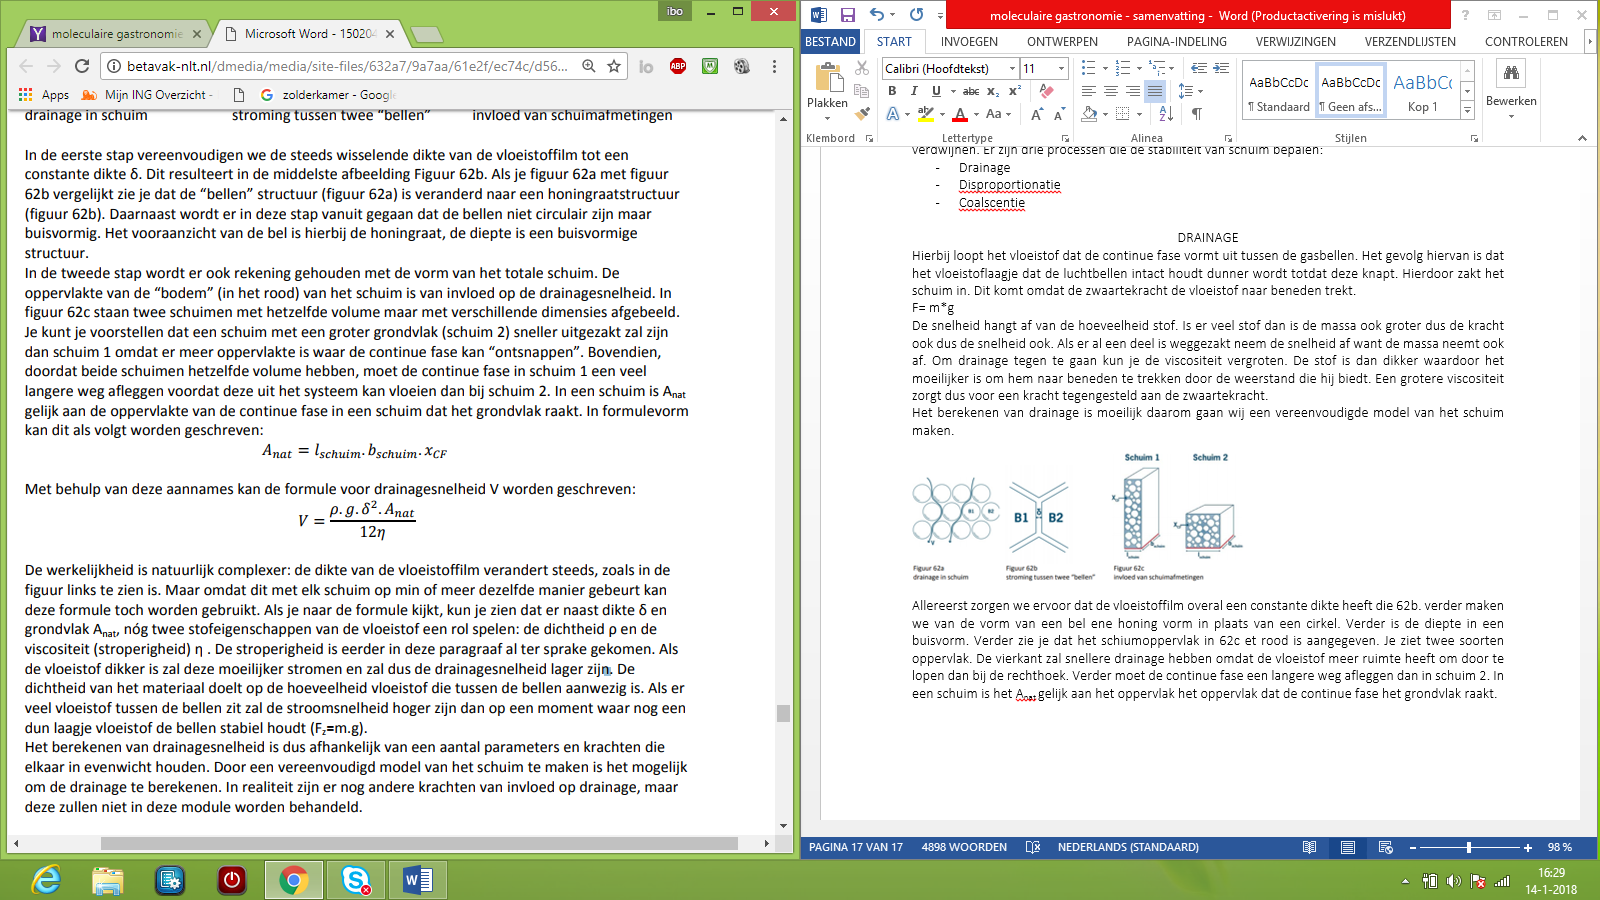 ibo
moleculaire gastronomie
Microsoft Word - 150204
betavak-nlt.nl/dmedia/media/site-files/632a7/9a7aa/61e2f/ec74c/d56...
Apps
Mijn ING Overzicht -
zolderkamer - Google
drainage in schuim
stroming tussen twee “bellen”
invloed van schuimafmetingen
In de eerste stap vereenvoudigen we de steeds wisselende dikte van de vloeistoffilm tot een
constante dikte δ. Dit resulteert in de middelste afbeelding Figuur 62b. Als je figuur 62a met figuur
62b vergelijkt zie je dat de “bellen” structuur (figuur 62a) is veranderd naar een honingraatstructuur
(figuur 62b). Daarnaast wordt er in deze stap vanuit gegaan dat de bellen niet circulair zijn maar
buisvormig. Het vooraanzicht van de bel is hierbij de honingraat, de diepte is een buisvormige
structuur.
In de tweede stap wordt er ook rekening gehouden met de vorm van het totale schuim. De
oppervlakte van de “bodem” (in het rood) van het schuim is van invloed op de drainagesnelheid. In
figuur 62c staan twee schuimen met hetzelfde volume maar met verschillende dimensies afgebeeld.
Je kunt je voorstellen dat een schuim met een groter grondvlak (schuim 2) sneller uitgezakt zal zijn
dan schuim 1 omdat er meer oppervlakte is waar de continue fase kan “ontsnappen”. Bovendien,
doordat beide schuimen hetzelfde volume hebben, moet de continue fase in schuim 1 een veel
langere weg afleggen voordat deze uit het systeem kan vloeien dan bij schuim 2. In een schuim is Anat
gelijk aan de oppervlakte van de continue fase in een schuim dat het grondvlak raakt. In formulevorm
kan dit als volgt worden geschreven:
Anat = lschuim. bschuim. xCF
Met behulp van deze aannames kan de formule voor drainagesnelheid V worden geschreven:
V = ρ. g. δ². Anat / 12η
De werkelijkheid is natuurlijk complexer: de dikte van de vloeistoffilm verandert steeds, zoals in de
figuur links te zien is. Maar omdat dit met elk schuim op min of meer dezelfde manier gebeurt kan
deze formule toch worden gebruikt. Als je naar de formule kijkt, kun je zien dat er naast dikte δ en
grondvlak Anat, nóg twee stofeigenschappen van de vloeistof een rol spelen: de dichtheid ρ en de
viscositeit (stroperigheid) η . De stroperigheid is eerder in deze paragraaf al ter sprake gekomen. Als
de vloeistof dikker is zal deze moeilijker stromen en zal dus de drainagesnelheid lager zijn. De
dichtheid van het materiaal doelt op de hoeveelheid vloeistof die tussen de bellen aanwezig is. Als er
veel vloeistof tussen de bellen zit zal de stroomsnelheid hoger zijn dan op een moment waar nog een
dun laagje vloeistof de bellen stabiel houdt (Fz=m.g).
Het berekenen van drainagesnelheid is dus afhankelijk van een aantal parameters en krachten die
elkaar in evenwicht houden. Door een vereenvoudigd model van het schuim te maken is het mogelijk
om de drainage te berekenen. In realiteit zijn er nog andere krachten van invloed op drainage, maar
deze zullen niet in deze module worden behandeld.
moleculaire gastronomie - samenvatting - Word (Productactivering is mislukt)
BESTAND START INVOEGEN ONTWERPEN PAGINA-INDELING VERWIJZINGEN VERZENDLIJSTEN CONTROLEREN
Plakken
Calibri (Hoofdtekst) 11
AaBbCcDc AaBbCcDc AaBbCc
¶ Standaard ¶ Geen afs... Kop 1
Bewerken
Klembord Lettertype Alinea Stijlen
verdwijnen. Er zijn drie processen die de stabiliteit van schuim bepalen:
- Drainage
- Disproportionatie
- Coalscentie
DRAINAGE
Hierbij loopt het vloeistof dat de continue fase vormt uit tussen de gasbellen. Het gevolg hiervan is dat
het vloeistoflaagje dat de luchtbellen intact houdt dunner wordt totdat deze knapt. Hierdoor zakt het
schuim in. Dit komt omdat de zwaartekracht de vloeistof naar beneden trekt.
F= m*g
De snelheid hangt af van de hoeveelheid stof. Is er veel stof dan is de massa ook groter dus de kracht
ook dus de snelheid ook. Als er al een deel is weggezakt neem de snelheid af want de massa neemt ook
af. Om drainage tegen te gaan kun je de viscositeit vergroten. De stof is dan dikker waardoor het
moeilijker is om hem naar beneden te trekken door de weerstand die hij biedt. Een grotere viscositeit
zorgt dus voor een kracht tegengesteld aan de zwaartekracht.
Het berekenen van drainage is moeilijk daarom gaan wij een vereenvoudigde model van het schuim
maken.
Schuim 1 Schuim 2
B1 B2
B1 δ B2
Figuur 62a
drainage in schuim
Figuur 62b
stroming tussen twee “bellen”
Figuur 62c
invloed van schuimafmetingen
Allereerst zorgen we ervoor dat de vloeistoffilm overal een constante dikte heeft die 62b. verder maken
we van de vorm van een bel ene honing vorm in plaats van een cirkel. Verder is de diepte in een
buisvorm. Verder zie je dat het schiumoppervlak in 62c et rood is aangegeven. Je ziet twee soorten
oppervlak. De vierkant zal snellere drainage hebben omdat de vloeistof meer ruimte heeft om door te
lopen dan bij de rechthoek. Verder moet de continue fase een langere weg afleggen dan in schuim 2. In
een schuim is het Anat gelijk aan het oppervlak het oppervlak dat de continue fase het grondvlak raakt.
PAGINA 17 VAN 17 4898 WOORDEN NEDERLANDS (STANDAARD) 98 %
16:29
14-1-2018